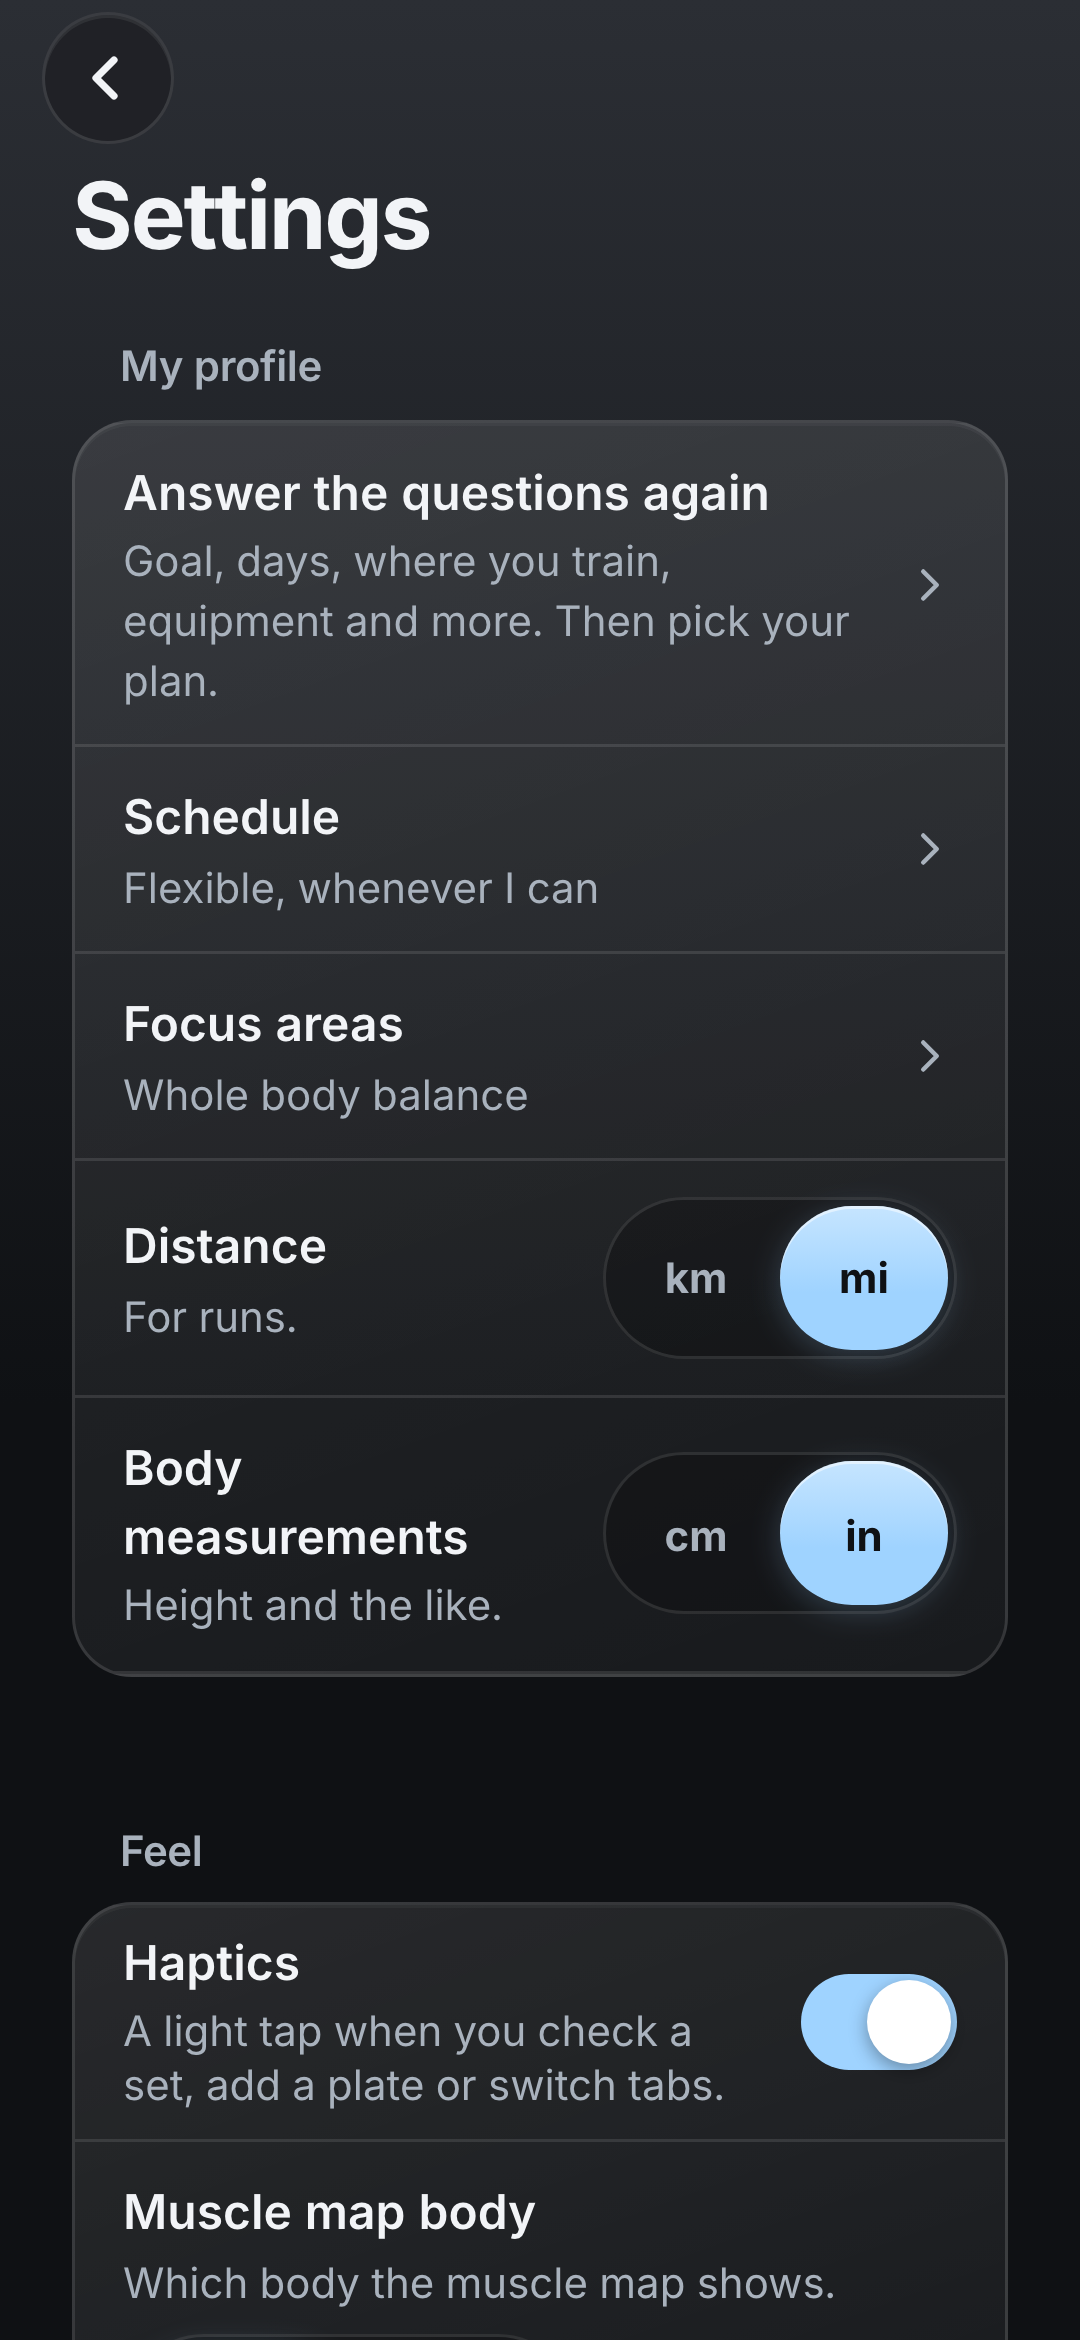 Settings
My profile
Answer the questions again
Goal, days, where you train,
equipment and more. Then pick your
plan.
Schedule
Flexible, whenever I can
Focus areas
Whole body balance
Distance
For runs.
km
mi
Body
measurements
Height and the like.
cm
in
Feel
Haptics
A light tap when you check a
set, add a plate or switch tabs.
Muscle map body
Which body the muscle map shows.